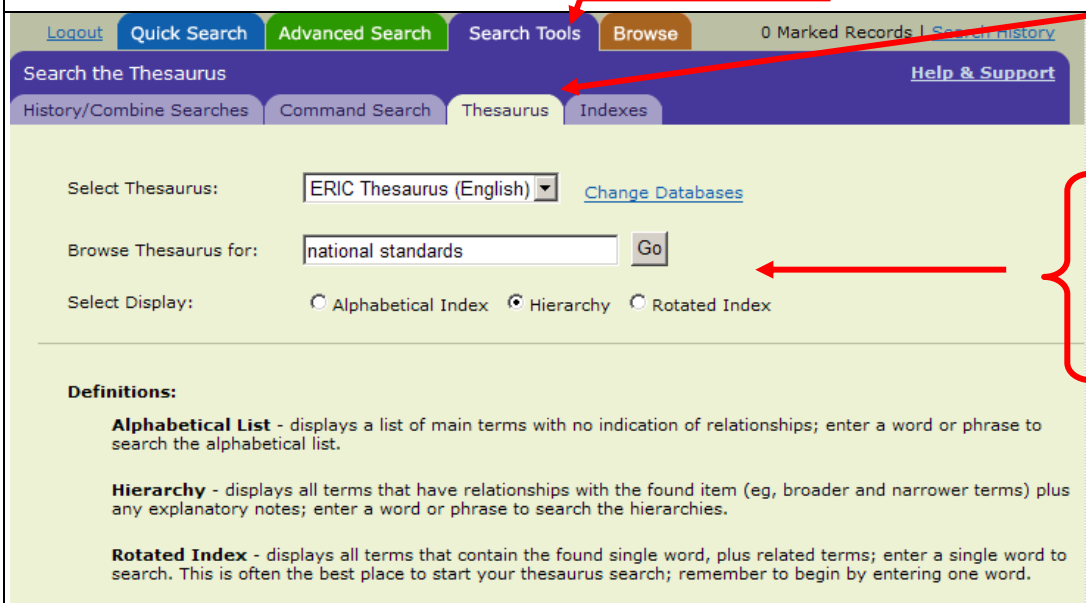 Logout Quick Search Advanced Search Search Tools Browse 0 Marked Records | Search History
Search the Thesaurus Help & Support
History/Combine Searches Command Search Thesaurus Indexes
Select Thesaurus: ERIC Thesaurus (English) Change Databases
Browse Thesaurus for: national standards Go
Select Display: Alphabetical Index Hierarchy Rotated Index
Definitions:
Alphabetical List - displays a list of main terms with no indication of relationships; enter a word or phrase to
search the alphabetical list.
Hierarchy - displays all terms that have relationships with the found item (eg, broader and narrower terms) plus
any explanatory notes; enter a word or phrase to search the hierarchies.
Rotated Index - displays all terms that contain the found single word, plus related terms; enter a single word to
search. This is often the best place to start your thesaurus search; remember to begin by entering one word.